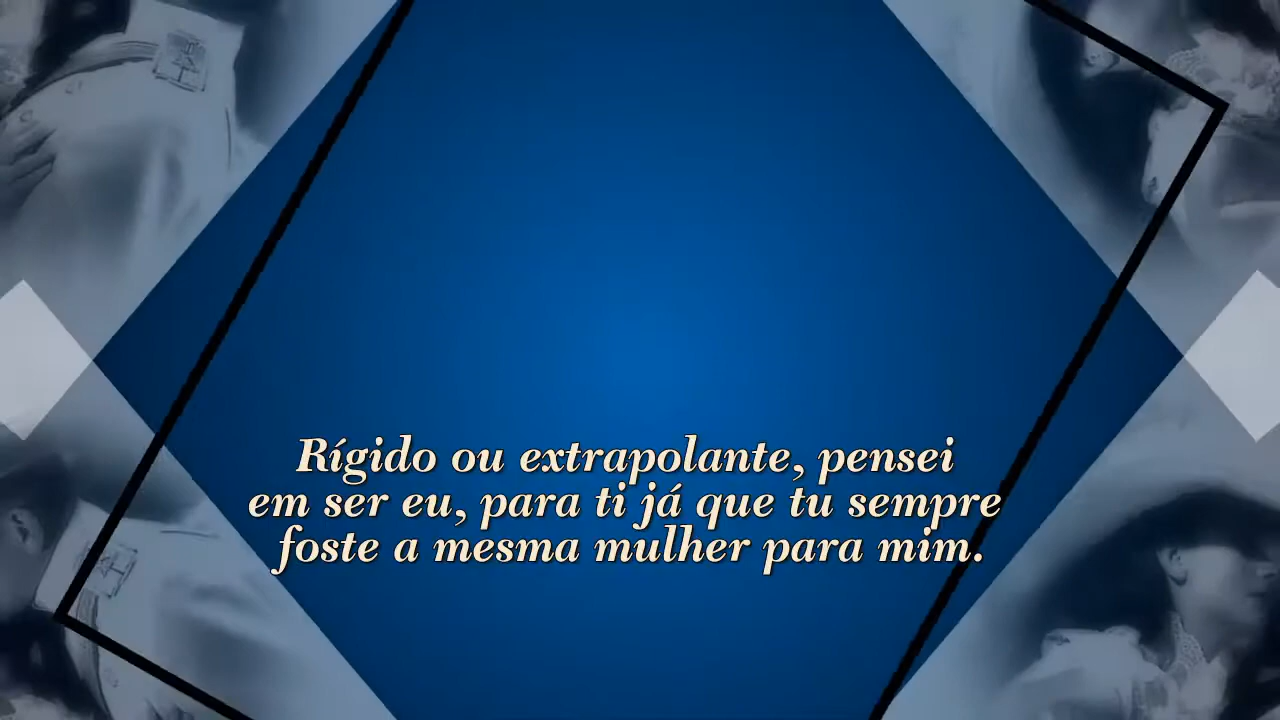 Rígido ou extrapolante, pensei
em ser eu, para ti já que tu sempre
foste a mesma mulher para mim.